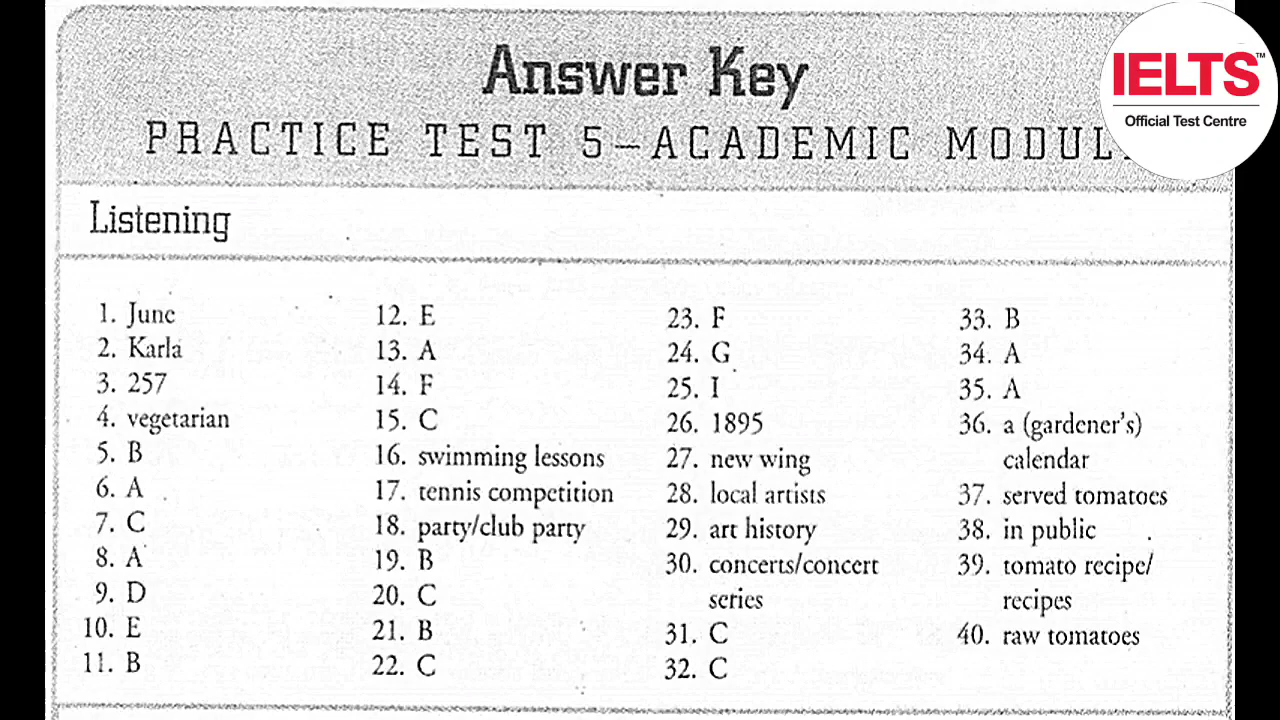 Answer Key
PRACTICE TEST 5–ACADEMIC MODUL
IELTS™
Official Test Centre
Listening
1. June
2. Karla
3. 257
4. vegetarian
5. B
6. A
7. C
8. A
9. D
10. E
11. B
12. E
13. A
14. F
15. C
16. swimming lessons
17. tennis competition
18. party/club party
19. B
20. C
21. B
22. C
23. F
24. G
25. I
26. 1895
27. new wing
28. local artists
29. art history
30. concerts/concert
series
31. C
32. C
33. B
34. A
35. A
36. a (gardener's)
calendar
37. served tomatoes
38. in public
39. tomato recipe/
recipes
40. raw tomatoes